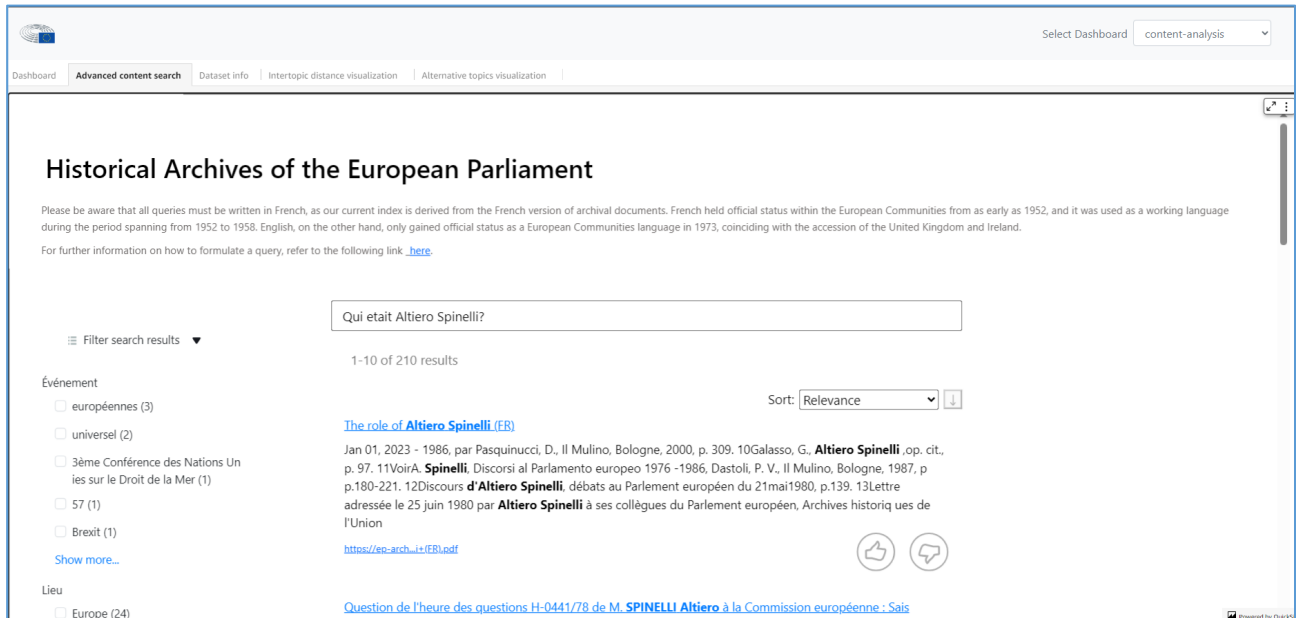 Select Dashboard content-analysis
Dashboard Advanced content search Dataset info Intertopic distance visualization Alternative topics visualization
Historical Archives of the European Parliament
Please be aware that all queries must be written in French, as our current index is derived from the French version of archival documents. French held official status within the European Communities from as early as 1952, and it was used as a working language
during the period spanning from 1952 to 1958. English, on the other hand, only gained official status as a European Communities language in 1973, coinciding with the accession of the United Kingdom and Ireland.
For further information on how to formulate a query, refer to the following link here.
Qui etait Altiero Spinelli?
Filter search results
1-10 of 210 results
Événement
européennes (3)
universel (2)
3ème Conférence des Nations Un
ies sur le Droit de la Mer (1)
57 (1)
Brexit (1)
Show more...
Lieu
Europe (24)
Sort: Relevance
The role of Altiero Spinelli (FR)
Jan 01, 2023 - 1986, par Pasquinucci, D., Il Mulino, Bologne, 2000, p. 309. 10Galasso, G., Altiero Spinelli ,op. cit.,
p. 97. 11VoirA. Spinelli, Discorsi al Parlamento europeo 1976 -1986, Dastoli, P. V., Il Mulino, Bologne, 1987, p
p.180-221. 12Discours d'Altiero Spinelli, débats au Parlement européen du 21mai1980, p.139. 13Lettre
adressée le 25 juin 1980 par Altiero Spinelli à ses collègues du Parlement européen, Archives historiq ues de
l'Union
https://ep-arch...i+(FR).pdf
Question de l'heure des questions H-0441/78 de M. SPINELLI Altiero à la Commission européenne : Sais
Powered by